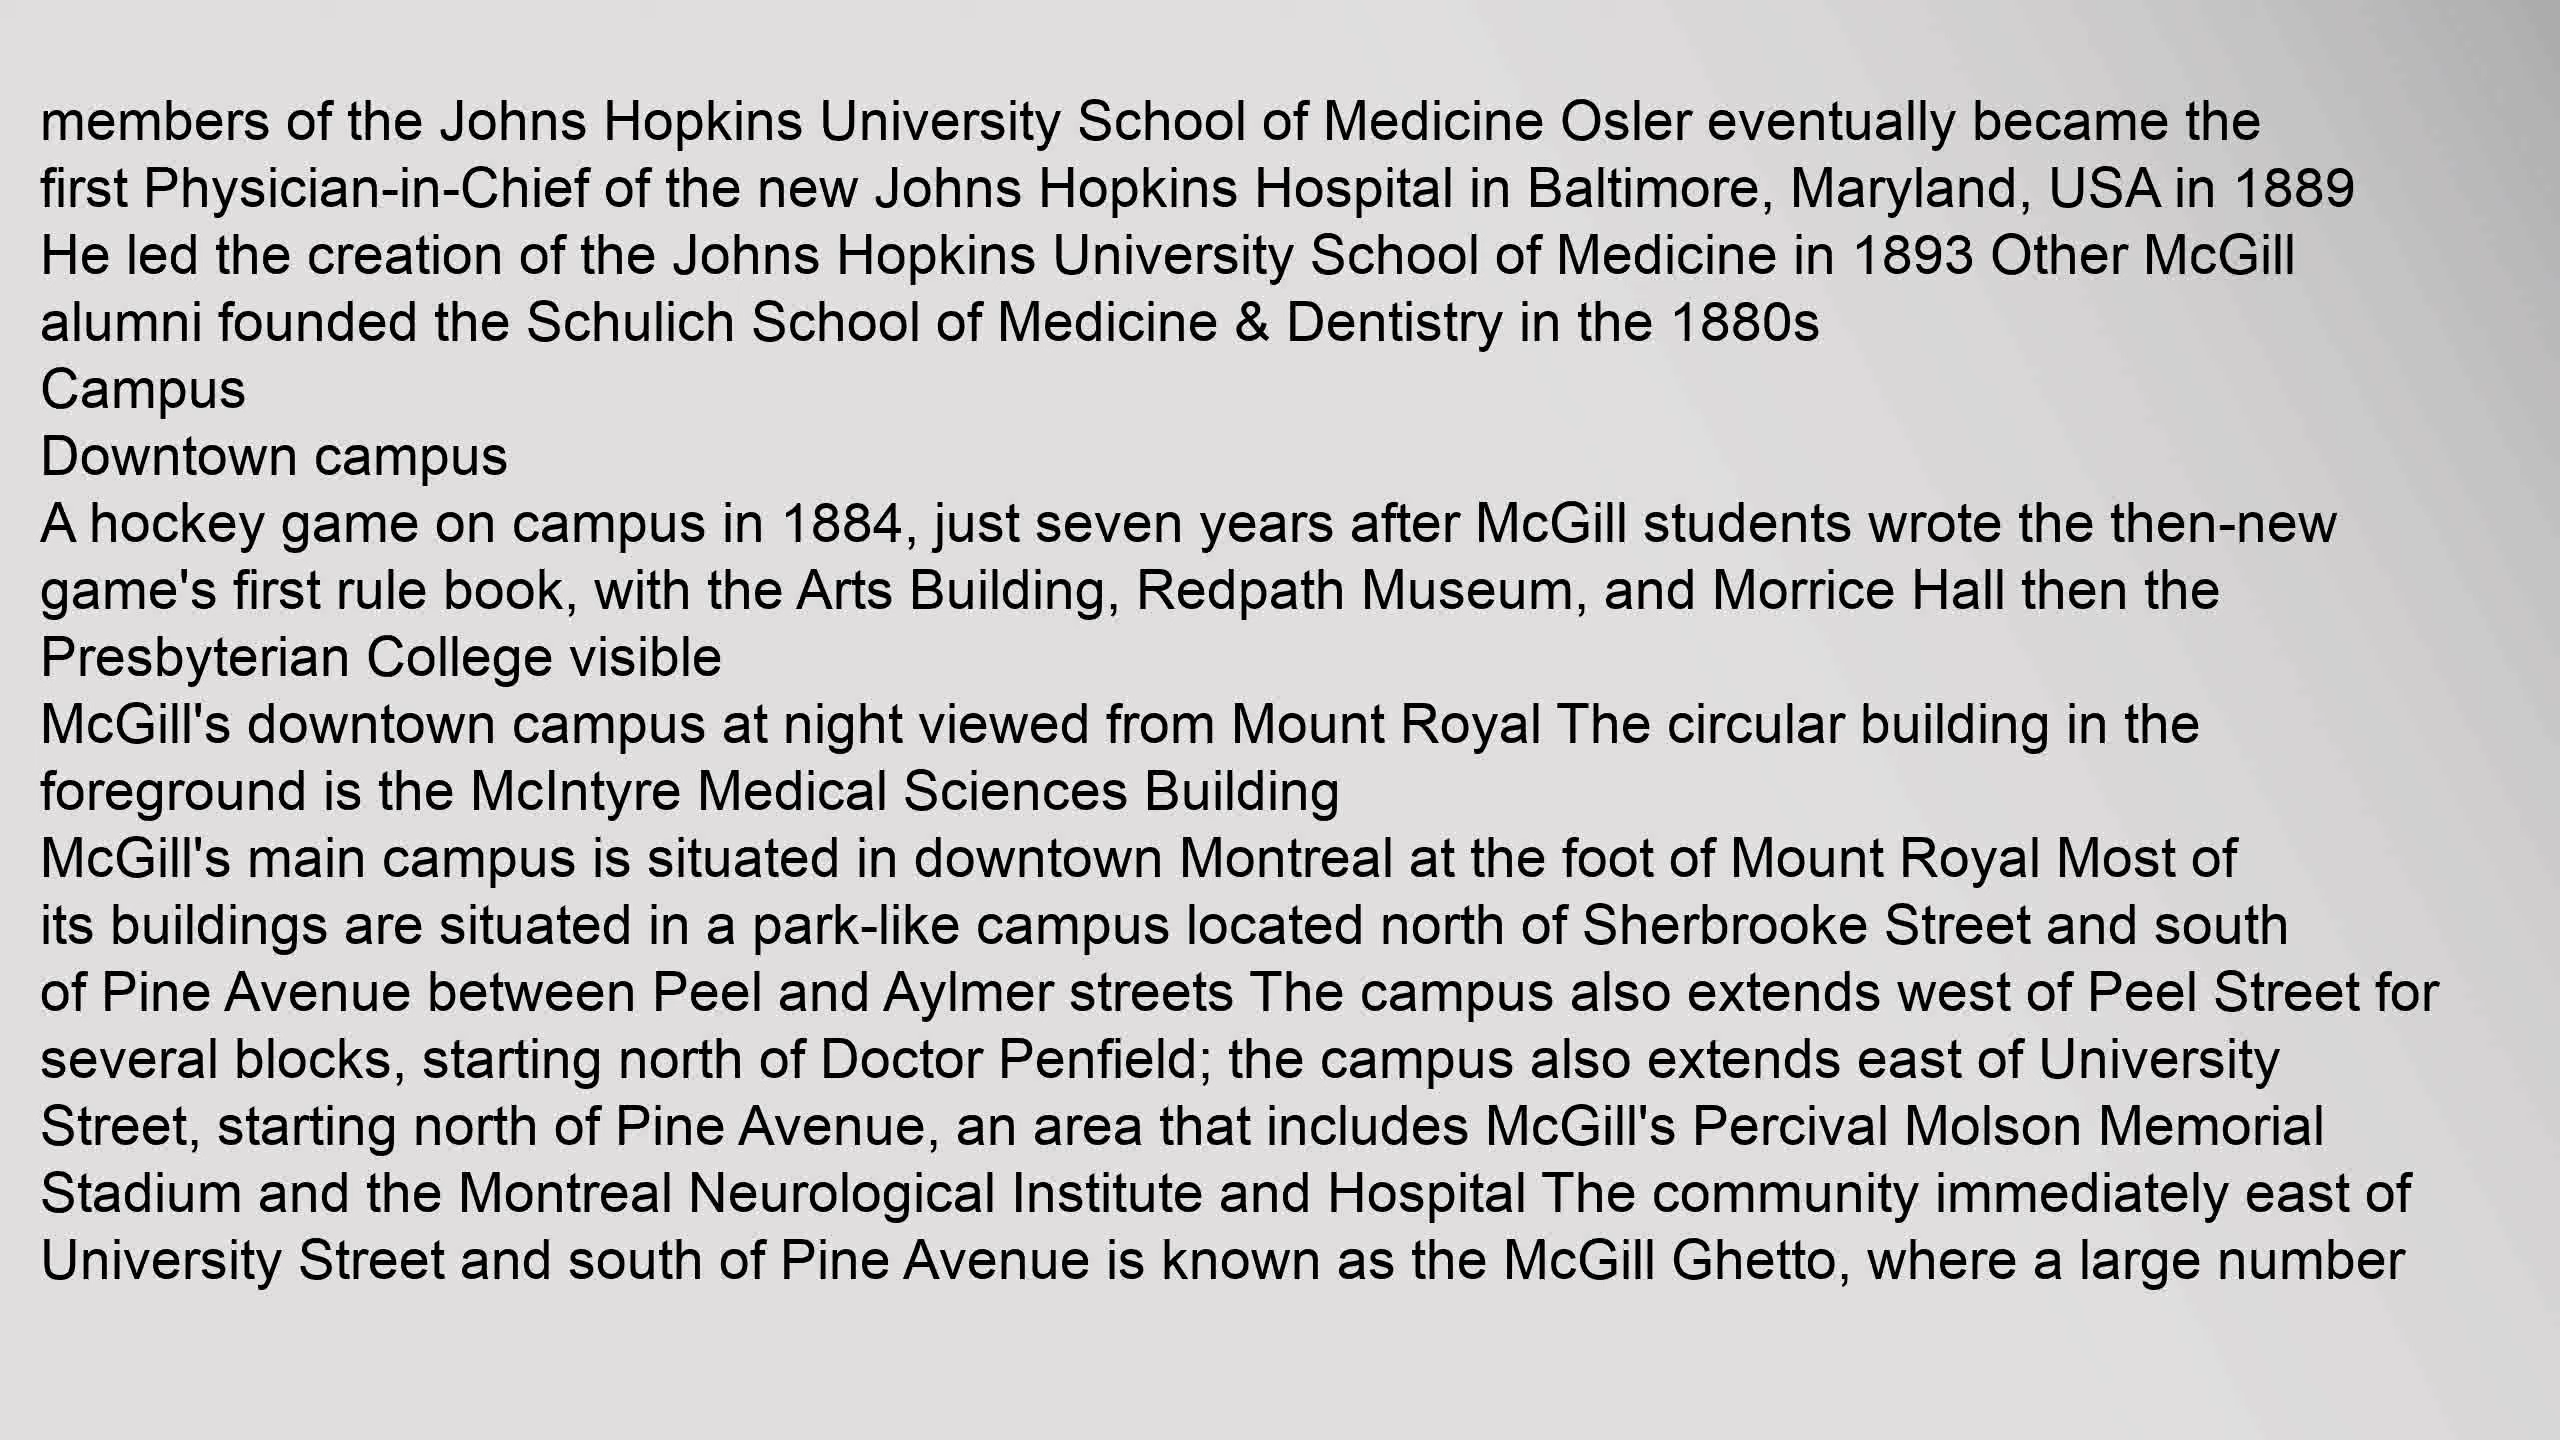 members of the Johns Hopkins University School of Medicine Osler eventually became the
first Physician-in-Chief of the new Johns Hopkins Hospital in Baltimore, Maryland, USA in 1889
He led the creation of the Johns Hopkins University School of Medicine in 1893 Other McGill
alumni founded the Schulich School of Medicine & Dentistry in the 1880s
Campus
Downtown campus
A hockey game on campus in 1884, just seven years after McGill students wrote the then-new
game's first rule book, with the Arts Building, Redpath Museum, and Morrice Hall then the
Presbyterian College visible
McGill's downtown campus at night viewed from Mount Royal The circular building in the
foreground is the McIntyre Medical Sciences Building
McGill's main campus is situated in downtown Montreal at the foot of Mount Royal Most of
its buildings are situated in a park-like campus located north of Sherbrooke Street and south
of Pine Avenue between Peel and Aylmer streets The campus also extends west of Peel Street for
several blocks, starting north of Doctor Penfield; the campus also extends east of University
Street, starting north of Pine Avenue, an area that includes McGill's Percival Molson Memorial
Stadium and the Montreal Neurological Institute and Hospital The community immediately east of
University Street and south of Pine Avenue is known as the McGill Ghetto, where a large number